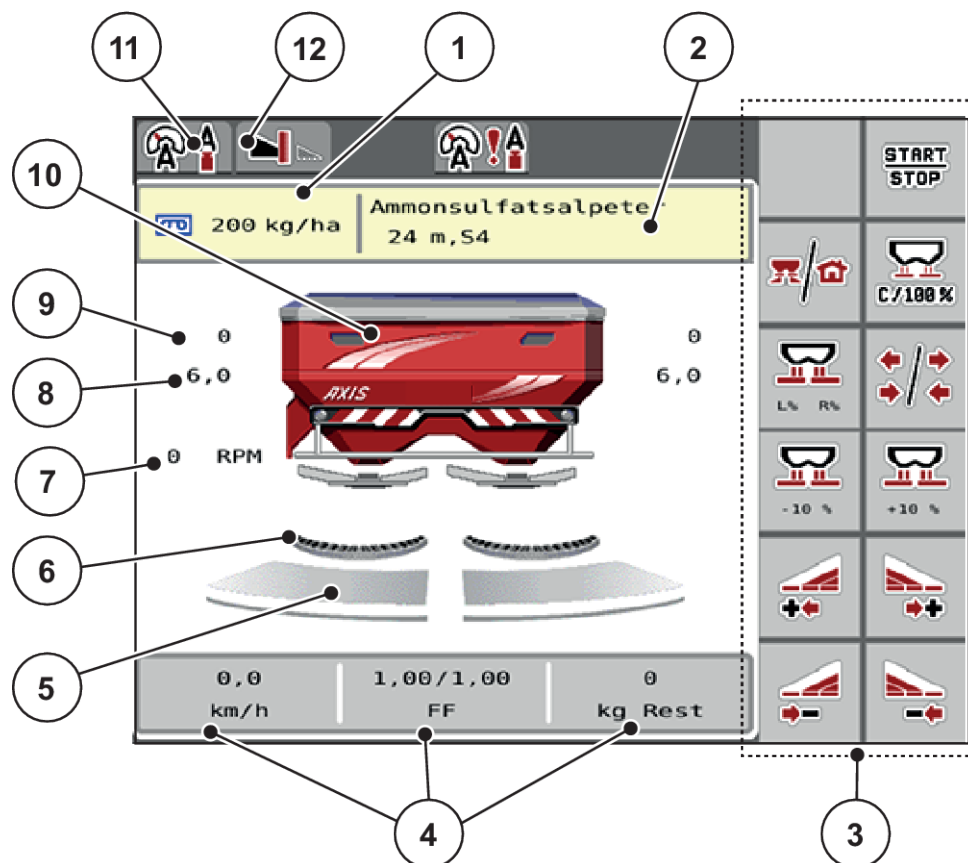 11
12
1
2
A
A
A
A
START
STOP
10
200 kg/ha
Ammonsulfatsalpeter
24 m,S4
C/100 %
9
0
0
8
6,0
6,0
AXIS
L% R%
7
0 RPM
-10 %
+10 %
6
5
0,0
1,00/1,00
0
km/h
FF
kg Rest
4
3